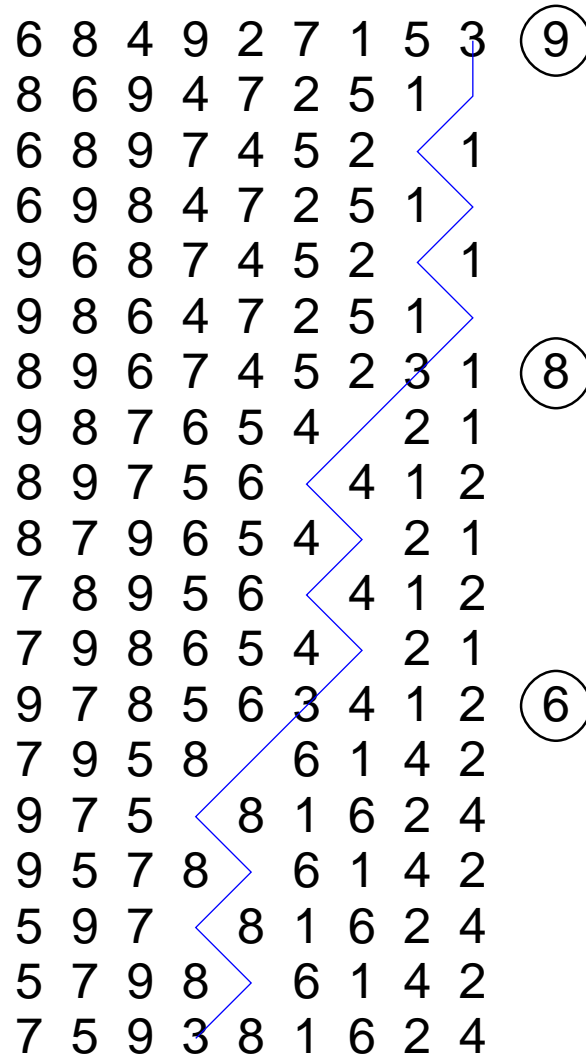 6 8 4 9 2 7 1 5 3 9
8 6 9 4 7 2 5 1
6 8 9 7 4 5 2 1
6 9 8 4 7 2 5 1
9 6 8 7 4 5 2 1
9 8 6 4 7 2 5 1
8 9 6 7 4 5 2 3 1 8
9 8 7 6 5 4 2 1
8 9 7 5 6 4 1 2
8 7 9 6 5 4 2 1
7 8 9 5 6 4 1 2
7 9 8 6 5 4 2 1
9 7 8 5 6 3 4 1 2 6
7 9 5 8 6 1 4 2
9 7 5 8 1 6 2 4
9 5 7 8 6 1 4 2
5 9 7 8 1 6 2 4
5 7 9 8 6 1 4 2
7 5 9 3 8 1 6 2 4